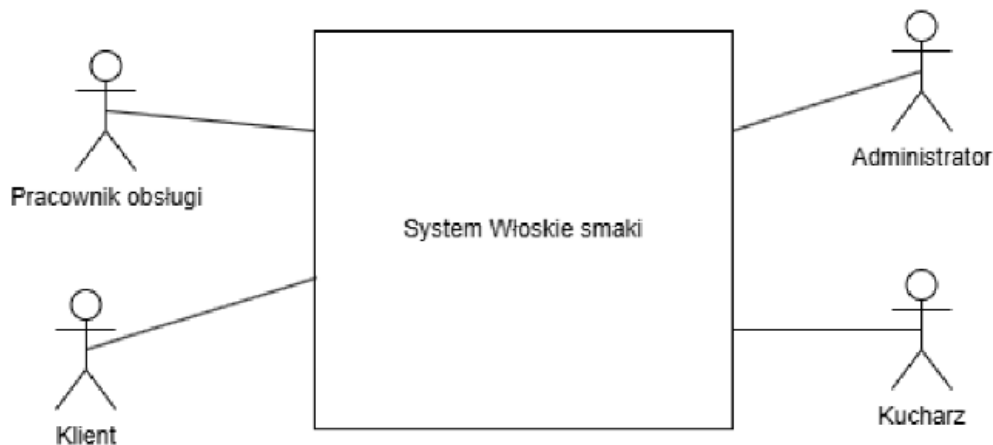 Administrator
Pracownik obsługi
System Włoskie smaki
Kucharz
Klient